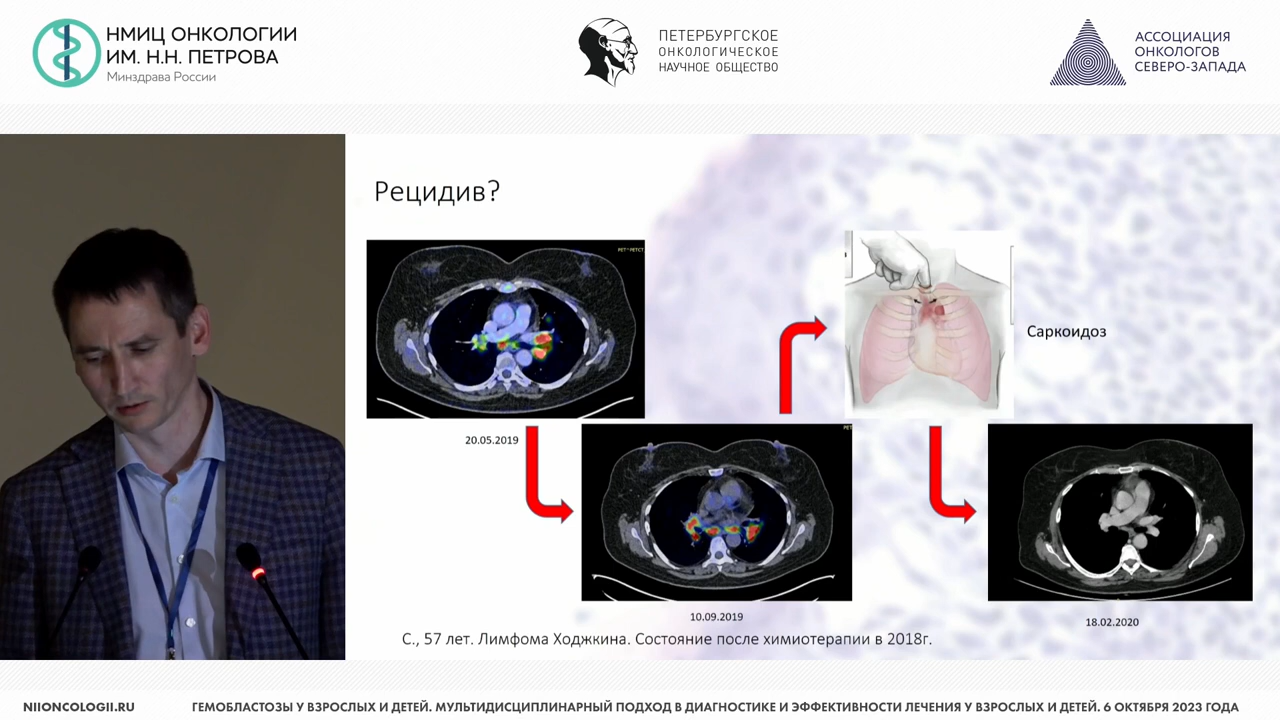 НМИЦ ОНКОЛОГИИ
ИМ. Н.Н. ПЕТРОВА
Минздрава России
ПЕТЕРБУРГСКОЕ
ОНКОЛОГИЧЕСКОЕ
НАУЧНОЕ ОБЩЕСТВО
АССОЦИАЦИЯ
ОНКОЛОГОВ
СЕВЕРО-ЗАПАДА
Рецидив?
Саркоидоз
20.05.2019
10.09.2019
18.02.2020
С., 57 лет. Лимфома Ходжкина. Состояние после химиотерапии в 2018г.
NIIONCOLOGII.RU
ГЕМОБЛАСТОЗЫ У ВЗРОСЛЫХ И ДЕТЕЙ. МУЛЬТИДИСЦИПЛИНАРНЫЙ ПОДХОД В ДИАГНОСТИКЕ И ЭФФЕКТИВНОСТИ ЛЕЧЕНИЯ У ВЗРОСЛЫХ И ДЕТЕЙ. 6 ОКТЯБРЯ 2023 ГОДА